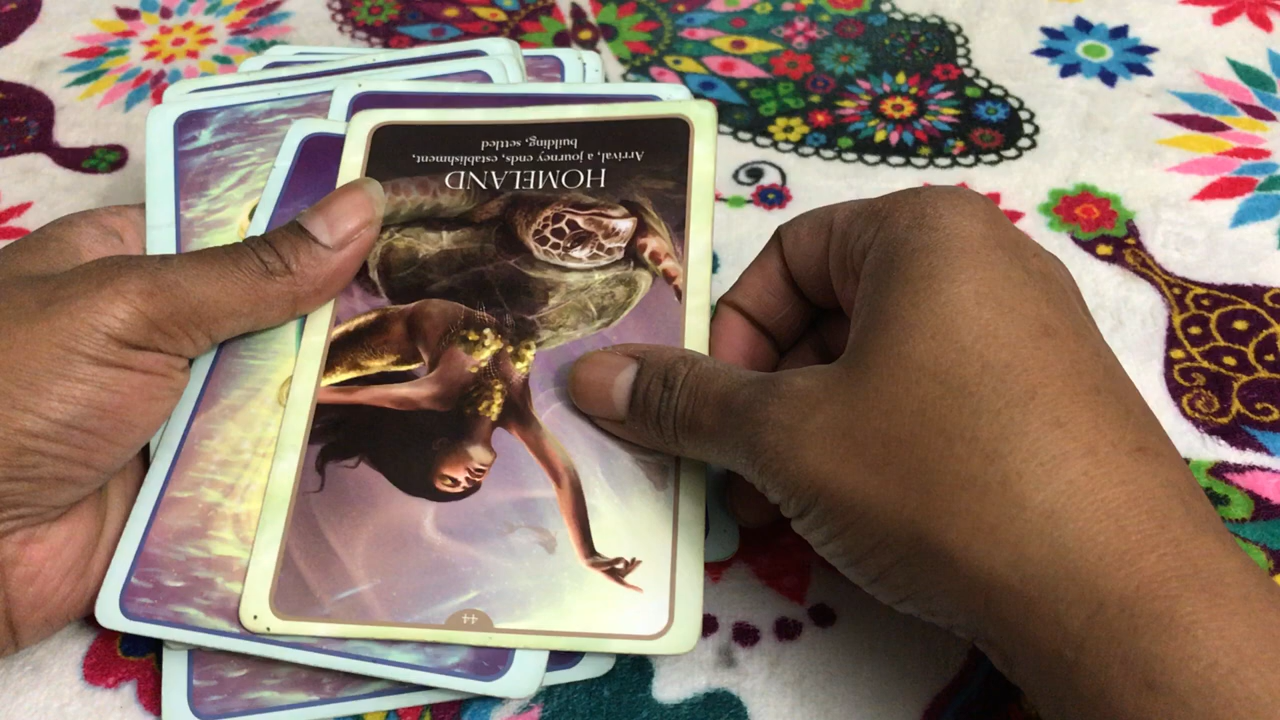 44
HOMELAND
Arrival, a journey ends, establishment,
building, settled